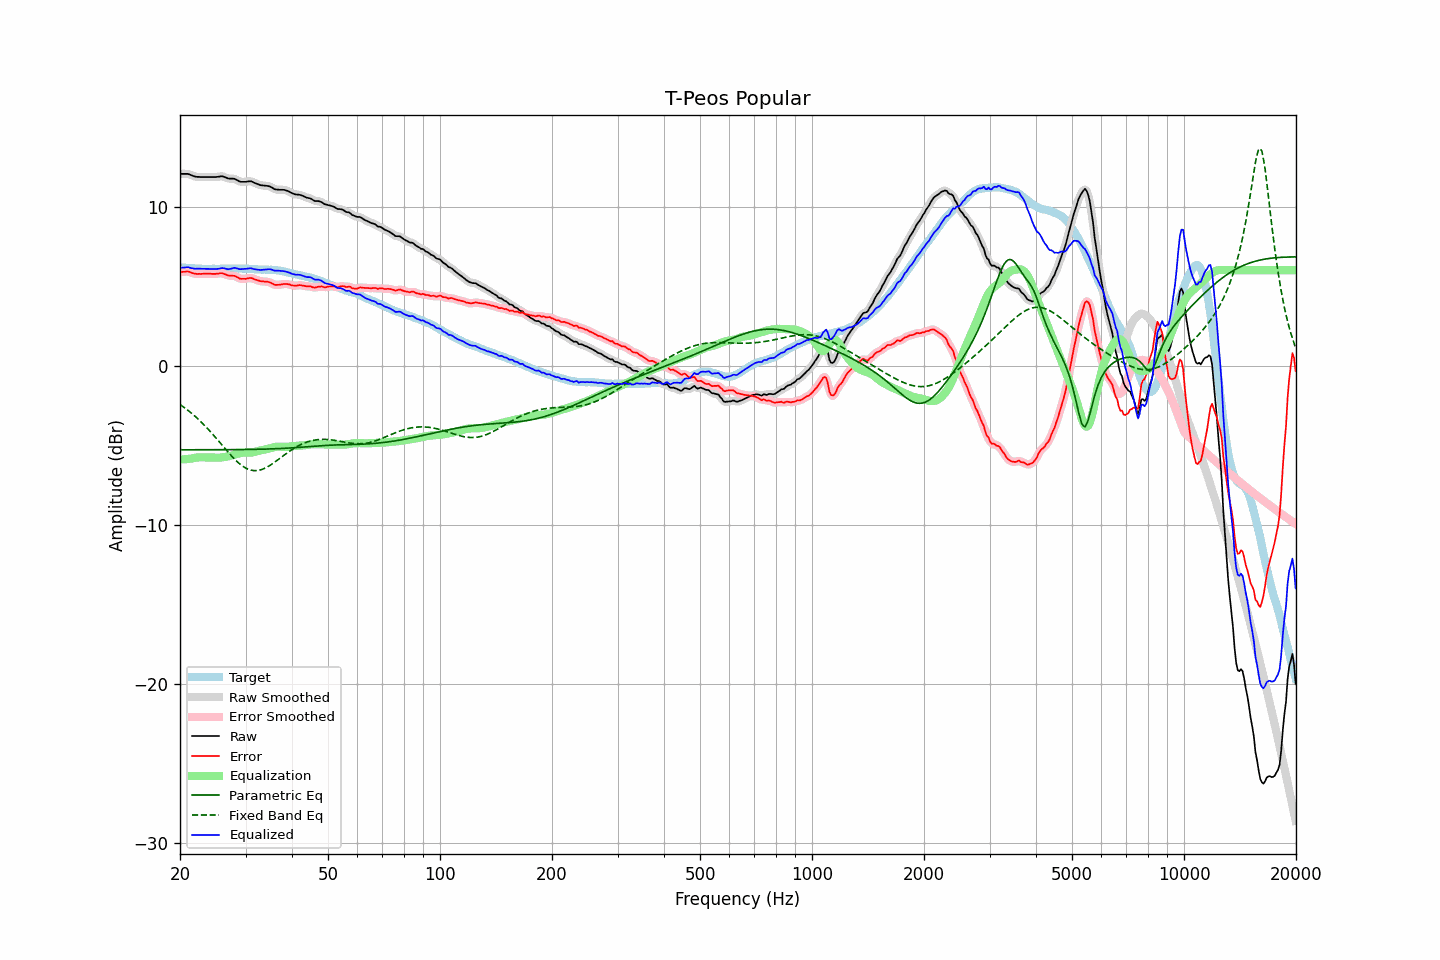 T-Peos Popular
Amplitude (dBr)
10
0
−10
−20
−30
Target
Raw Smoothed
Error Smoothed
Raw
Error
Equalization
Parametric Eq
Fixed Band Eq
Equalized
20 50 100 200 500 1000 2000 5000 10000 20000
Frequency (Hz)